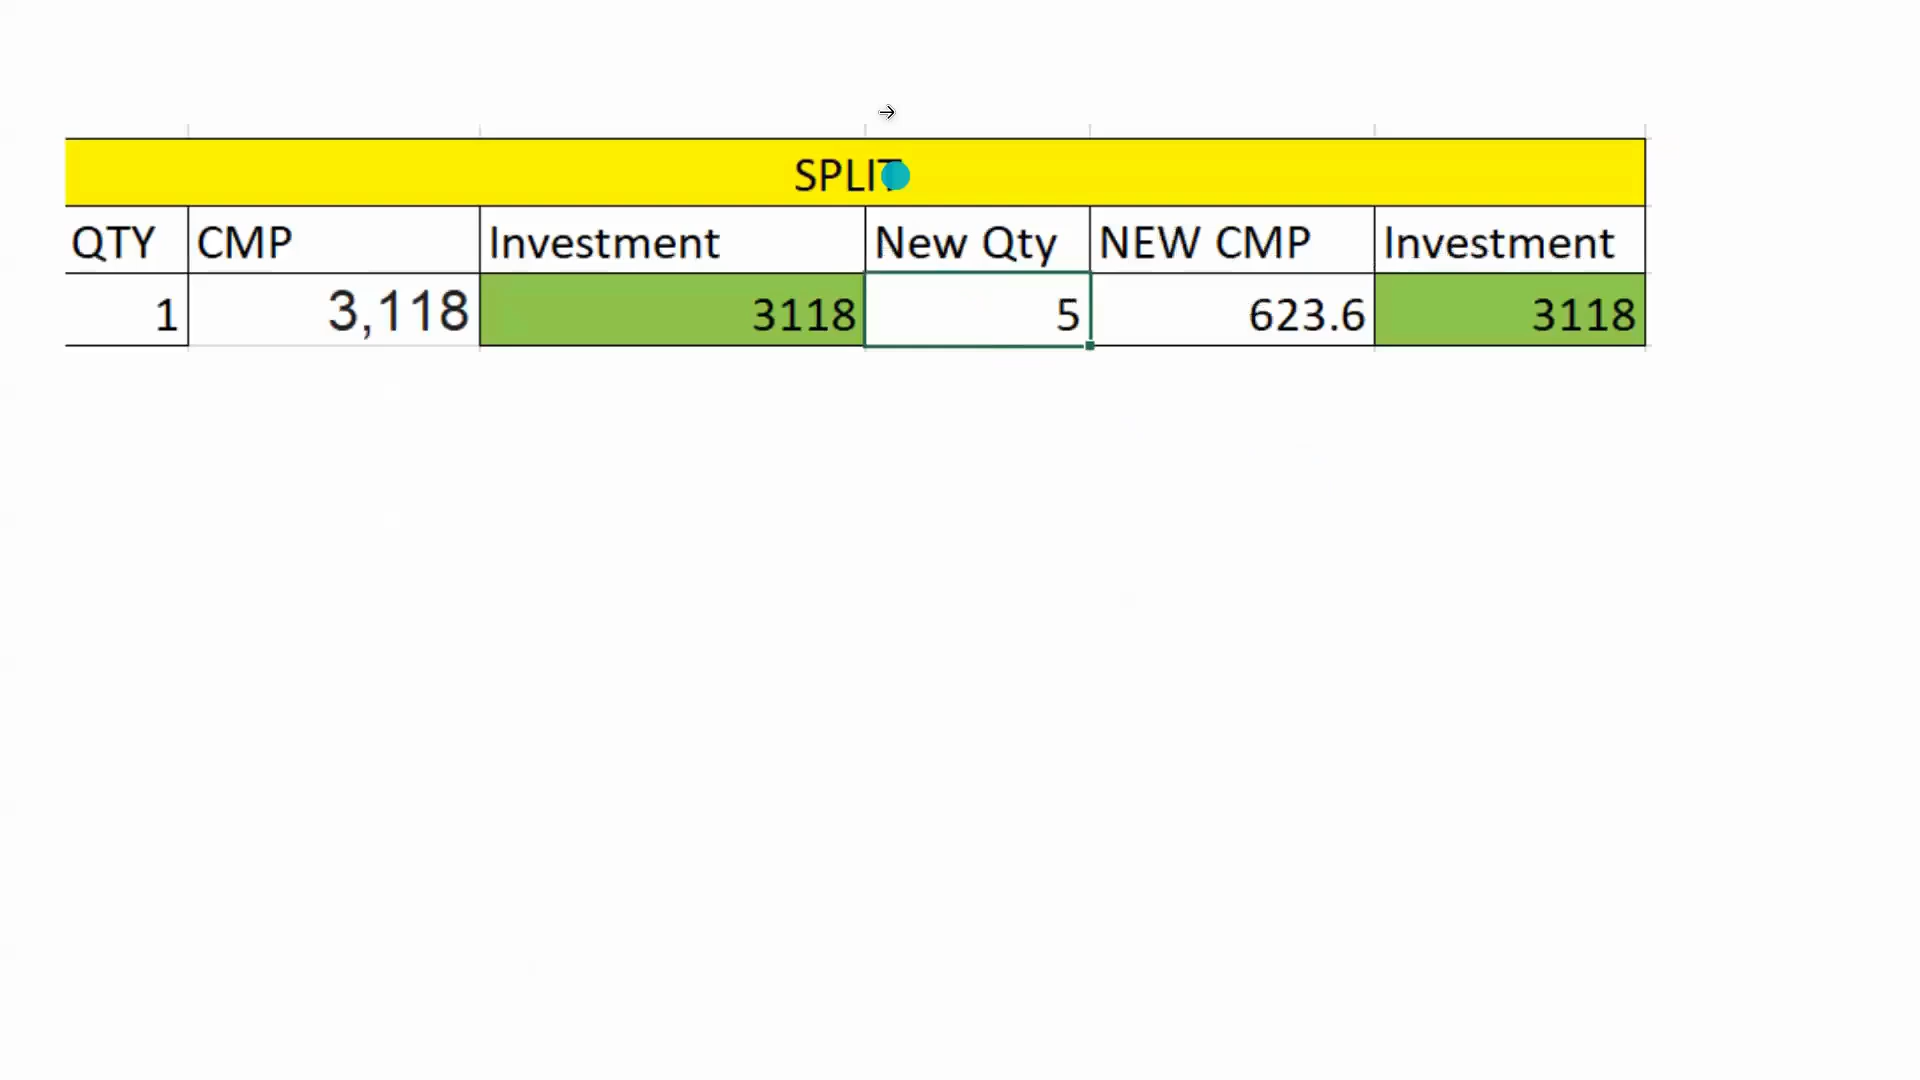 SPLIT
QTY CMP Investment New Qty NEW CMP Investment
1 3,118 3118 5 623.6 3118